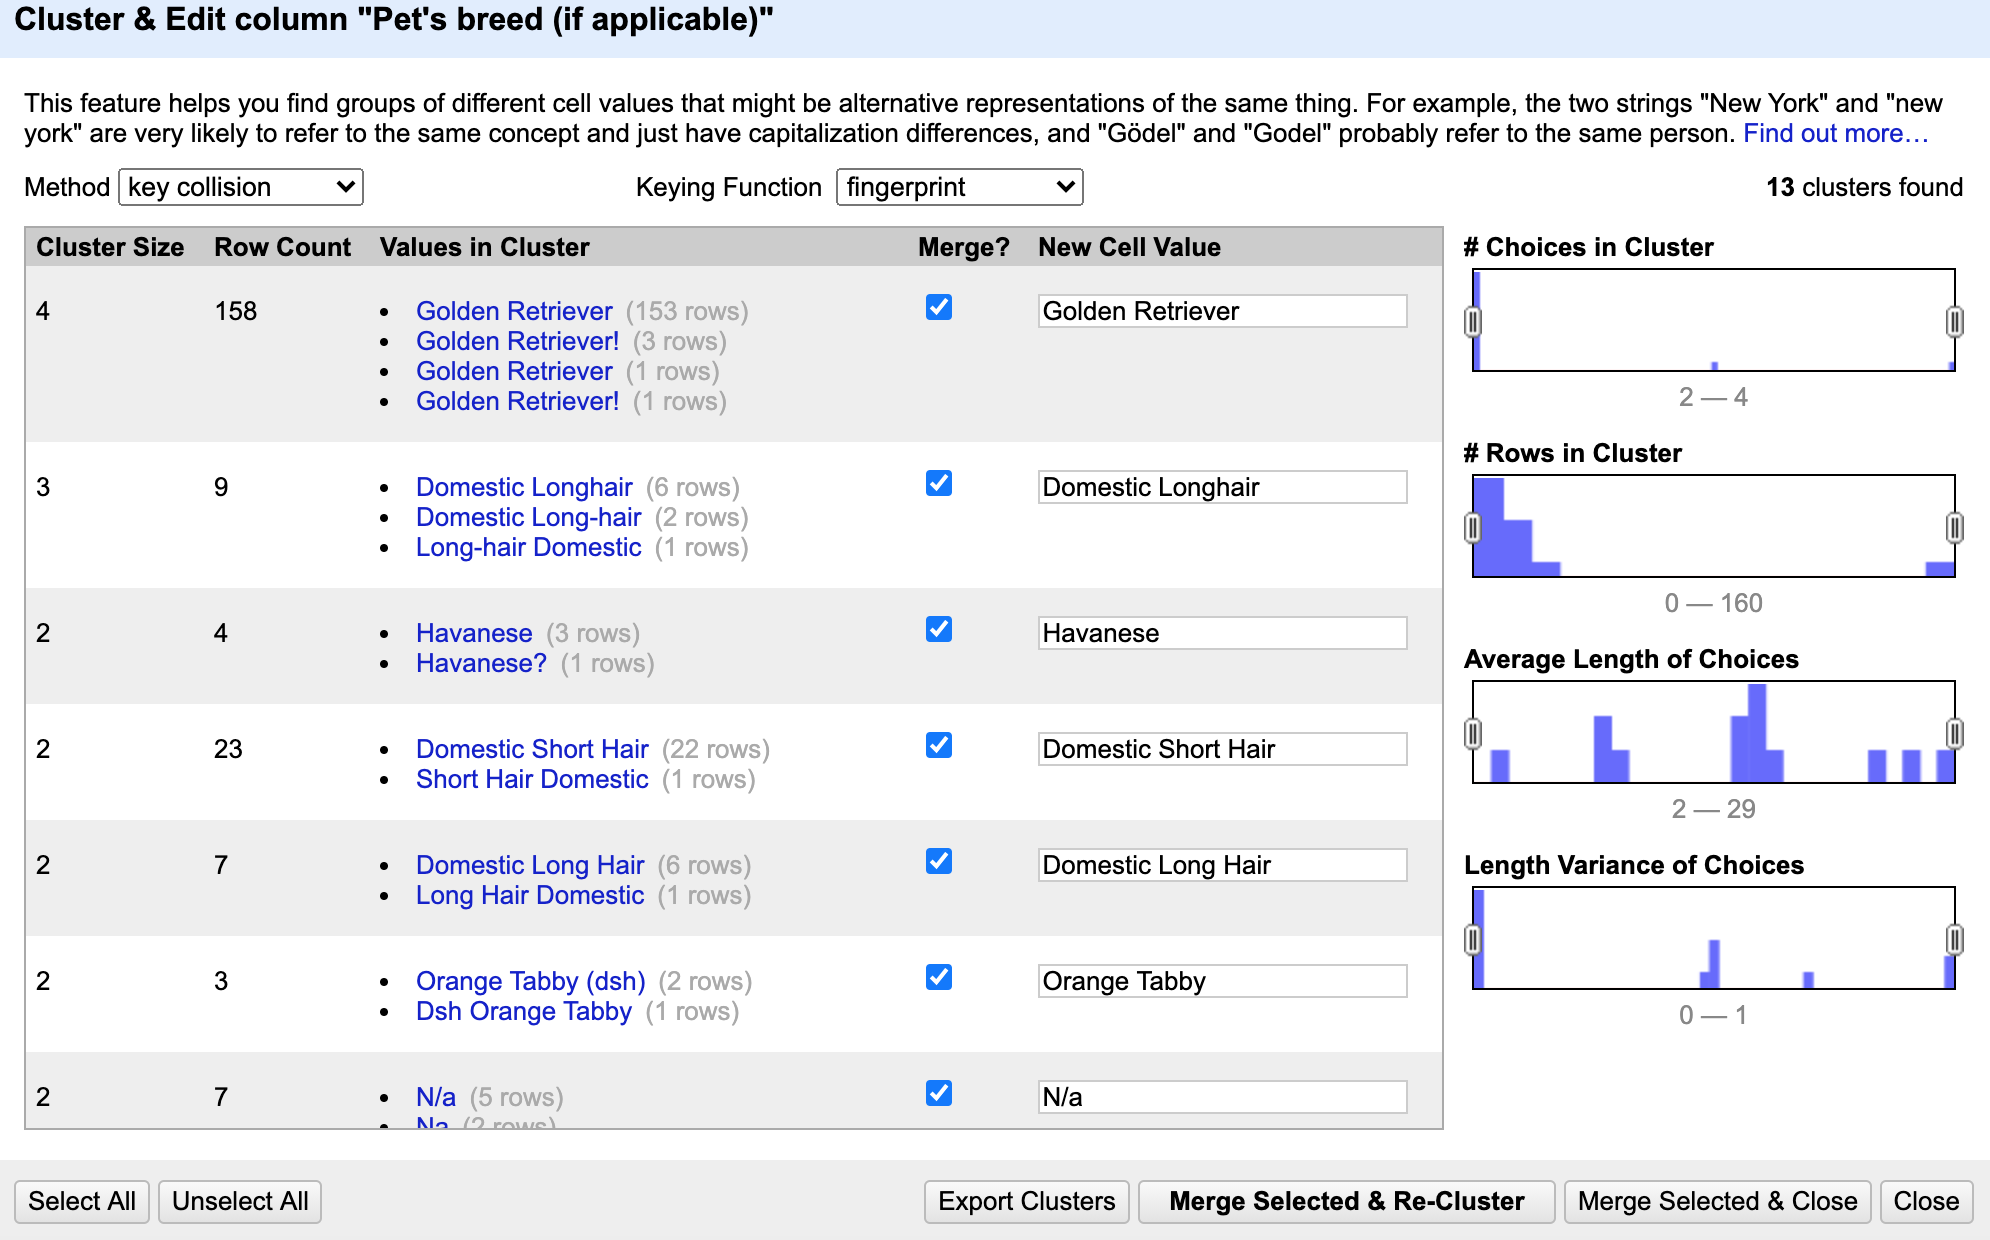 Cluster & Edit column "Pet's breed (if applicable)"
This feature helps you find groups of different cell values that might be alternative representations of the same thing. For example, the two strings "New York" and "new
york" are very likely to refer to the same concept and just have capitalization differences, and "Gödel" and "Godel" probably refer to the same person. Find out more…
Method key collision Keying Function fingerprint 13 clusters found
Cluster Size Row Count Values in Cluster Merge? New Cell Value
4 158 • Golden Retriever (153 rows) Golden Retriever
• Golden Retriever! (3 rows)
• Golden Retriever (1 rows)
• Golden Retriever! (1 rows)
3 9 • Domestic Longhair (6 rows) Domestic Longhair
• Domestic Long-hair (2 rows)
• Long-hair Domestic (1 rows)
2 4 • Havanese (3 rows) Havanese
• Havanese? (1 rows)
2 23 • Domestic Short Hair (22 rows) Domestic Short Hair
• Short Hair Domestic (1 rows)
2 7 • Domestic Long Hair (6 rows) Domestic Long Hair
• Long Hair Domestic (1 rows)
2 3 • Orange Tabby (dsh) (2 rows) Orange Tabby
• Dsh Orange Tabby (1 rows)
2 7 • N/a (5 rows) N/a
• Na (2 rows)
# Choices in Cluster
2 — 4
# Rows in Cluster
0 — 160
Average Length of Choices
2 — 29
Length Variance of Choices
0 — 1
Select All Unselect All Export Clusters Merge Selected & Re-Cluster Merge Selected & Close Close